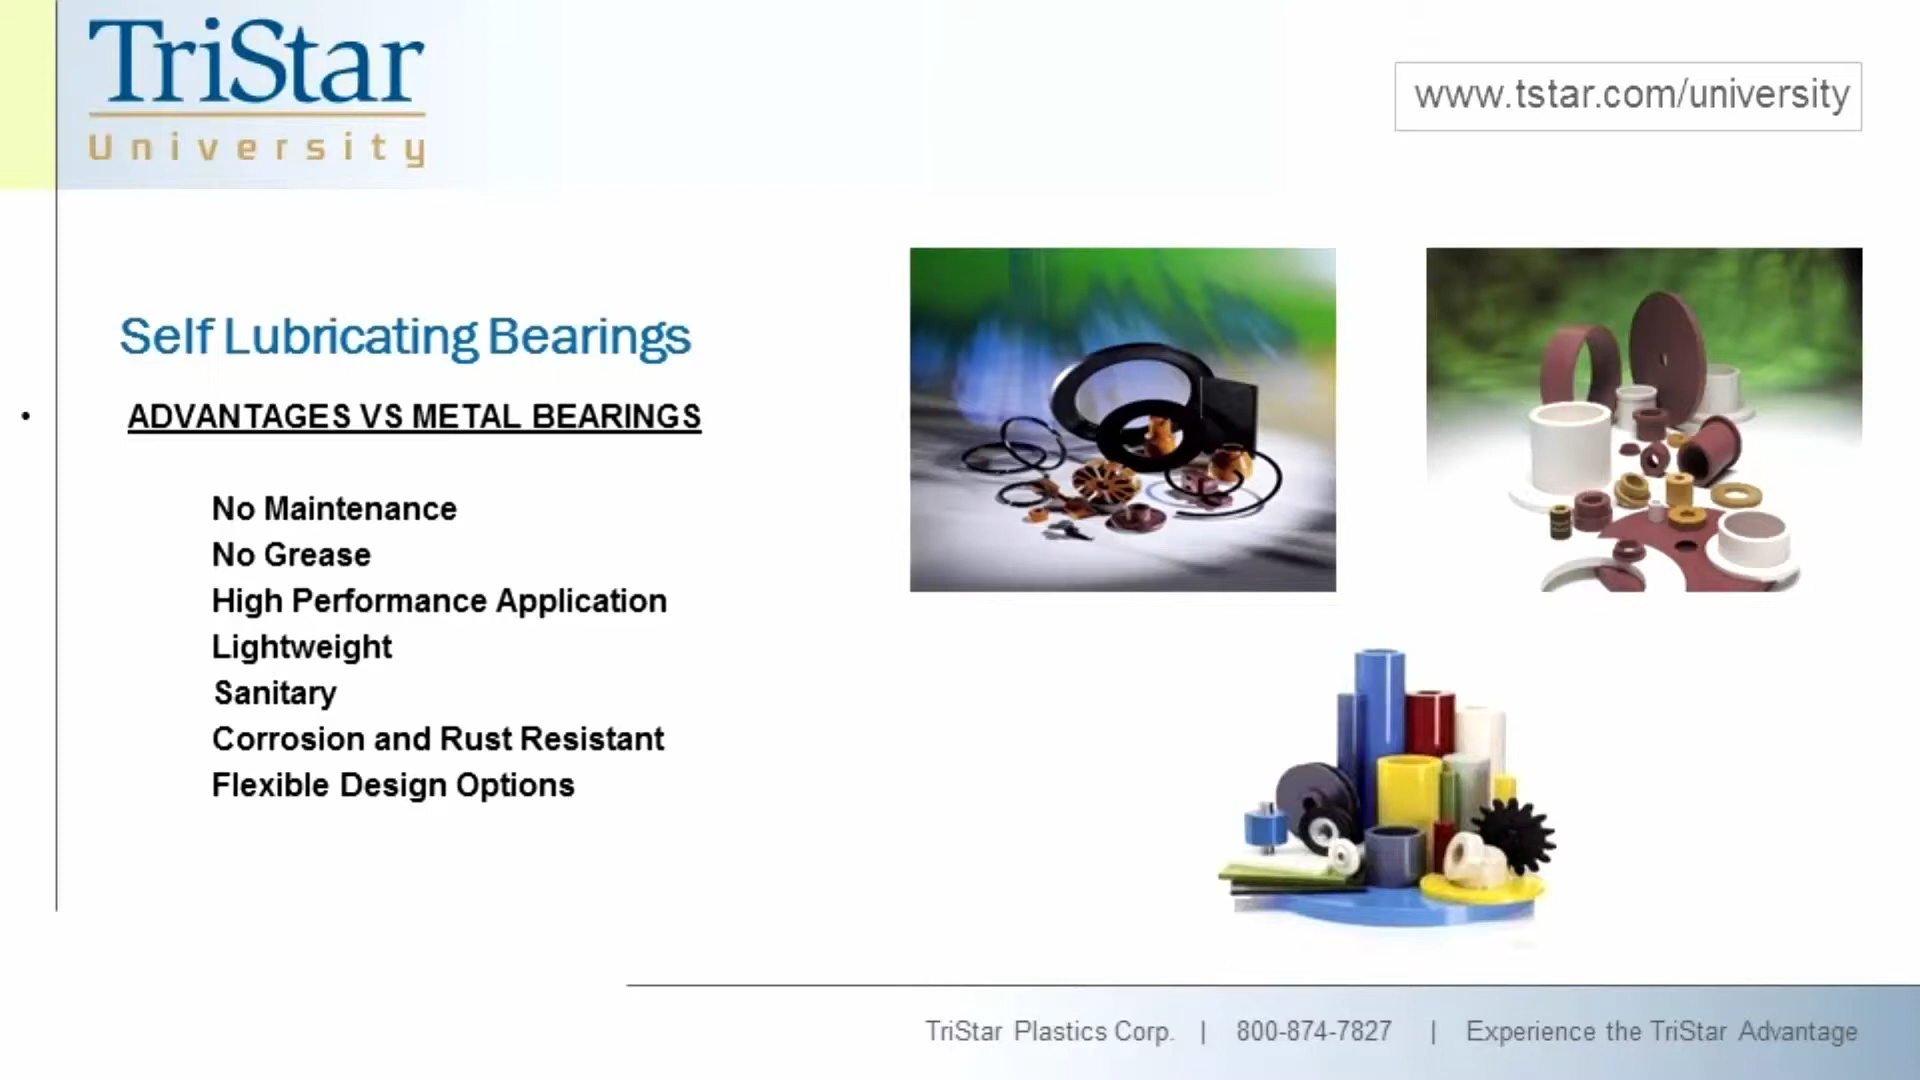 TriStar
University
www.tstar.com/university
Self Lubricating Bearings
• ADVANTAGES VS METAL BEARINGS
No Maintenance
No Grease
High Performance Application
Lightweight
Sanitary
Corrosion and Rust Resistant
Flexible Design Options
TriStar Plastics Corp. | 800-874-7827 | Experience the TriStar Advantage